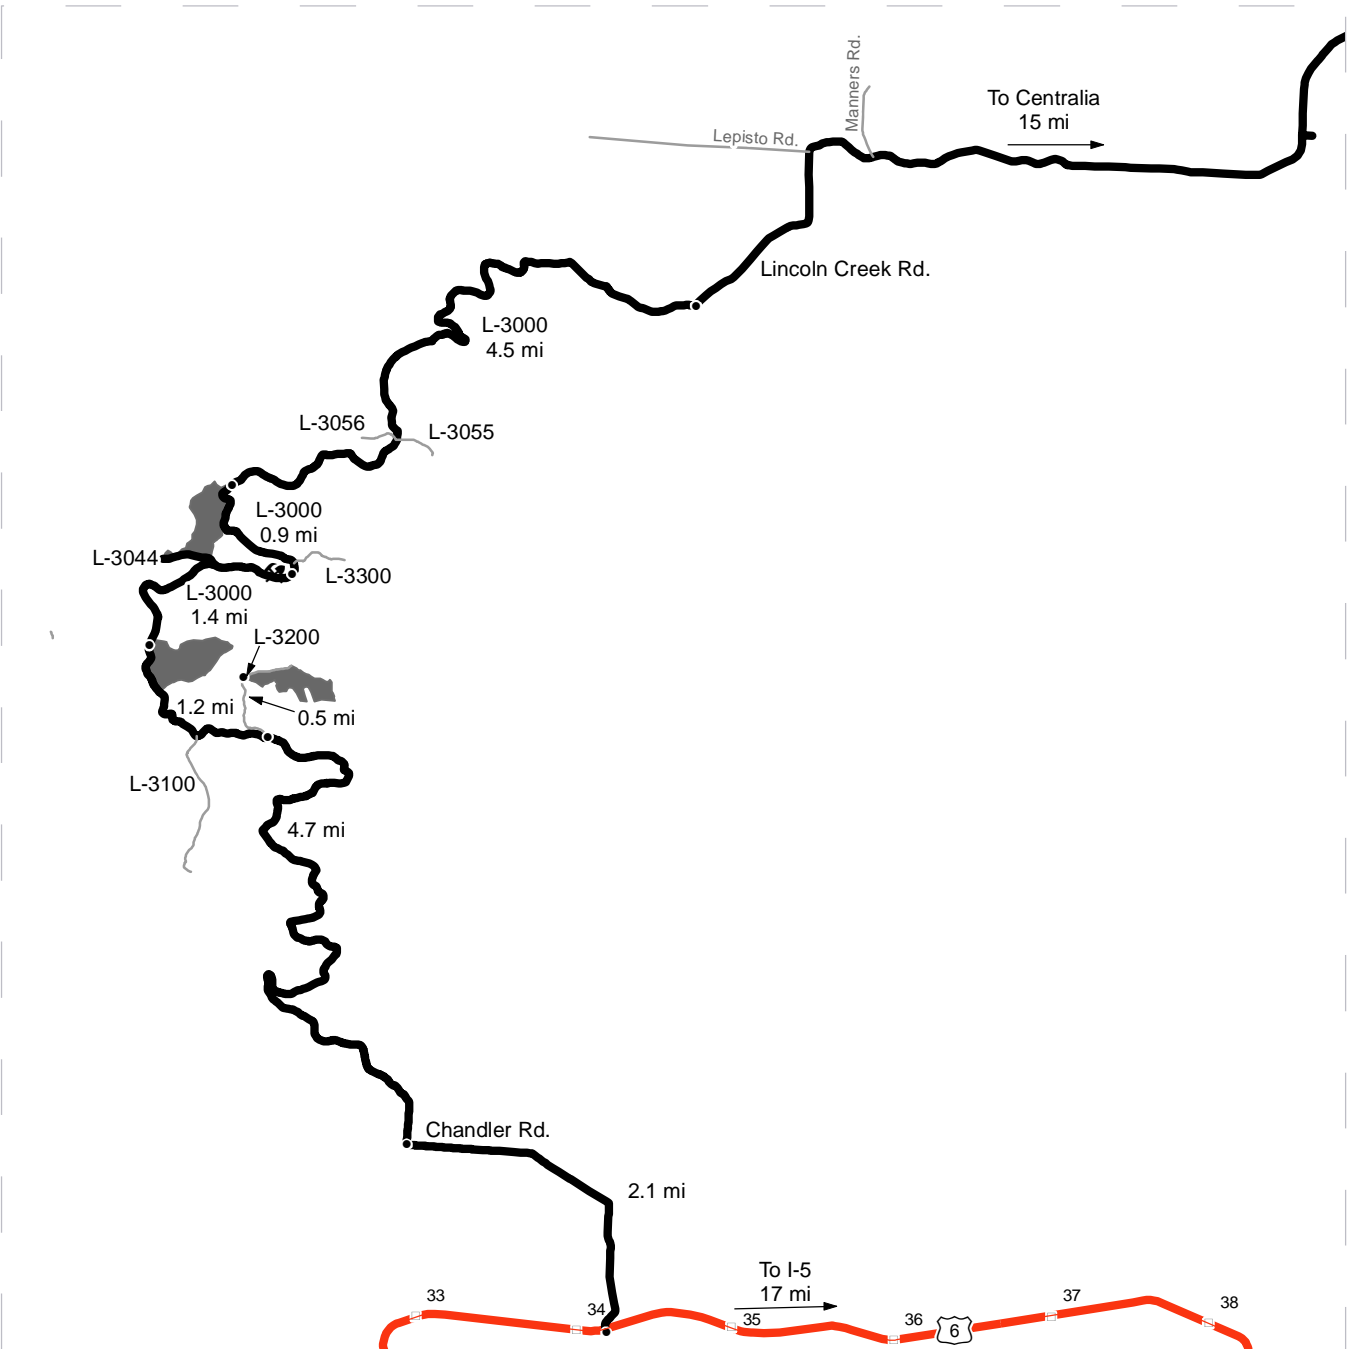 Manners Rd.
To Centralia
15 mi
Lepisto Rd.
Lincoln Creek Rd.
L-3000
4.5 mi
L-3056
L-3055
L-3000
0.9 mi
L-3044
L-3300
L-3000
1.4 mi
L-3200
1.2 mi
0.5 mi
L-3100
4.7 mi
Chandler Rd.
2.1 mi
To I-5
17 mi
33
34
35
36
6
37
38